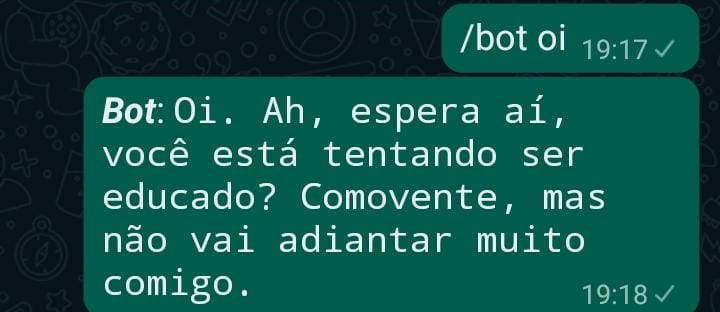 /bot oi 19:17
Bot: Oi. Ah, espera aí,
você está tentando ser
educado? Comovente, mas
não vai adiantar muito
comigo. 19:18